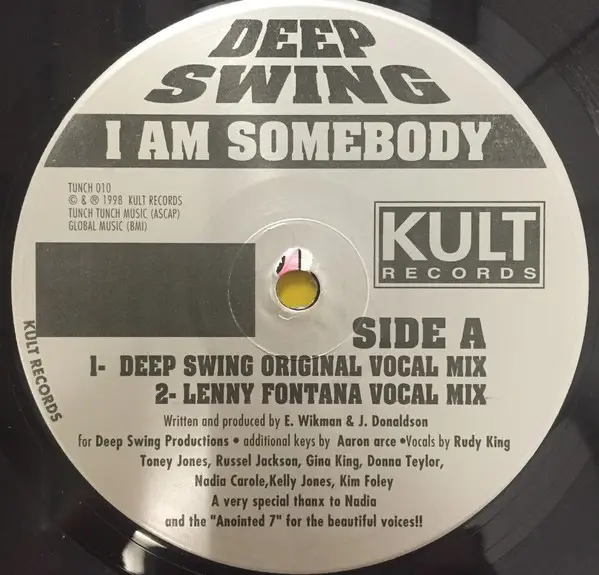 DEEP
SWING
I AM SOMEBODY
TUNCH 010
© & ℗ 1998 KULT RECORDS
TUNCH TUNCH MUSIC (ASCAP)
GLOBAL MUSIC (BMI)
KULT
RECORDS
KULT RECORDS
SIDE A
1- DEEP SWING ORIGINAL VOCAL MIX
2- LENNY FONTANA VOCAL MIX
Written and produced by E. Wikman & J. Donaldson
for Deep Swing Productions • additional keys by Aaron arce •Vocals by Rudy King
Toney Jones, Russel Jackson, Gina King, Donna Teylor,
Nadia Carole,Kelly Jones, Kim Foley
A very special thanx to Nadia
and the "Anointed 7" for the beautiful voices!!